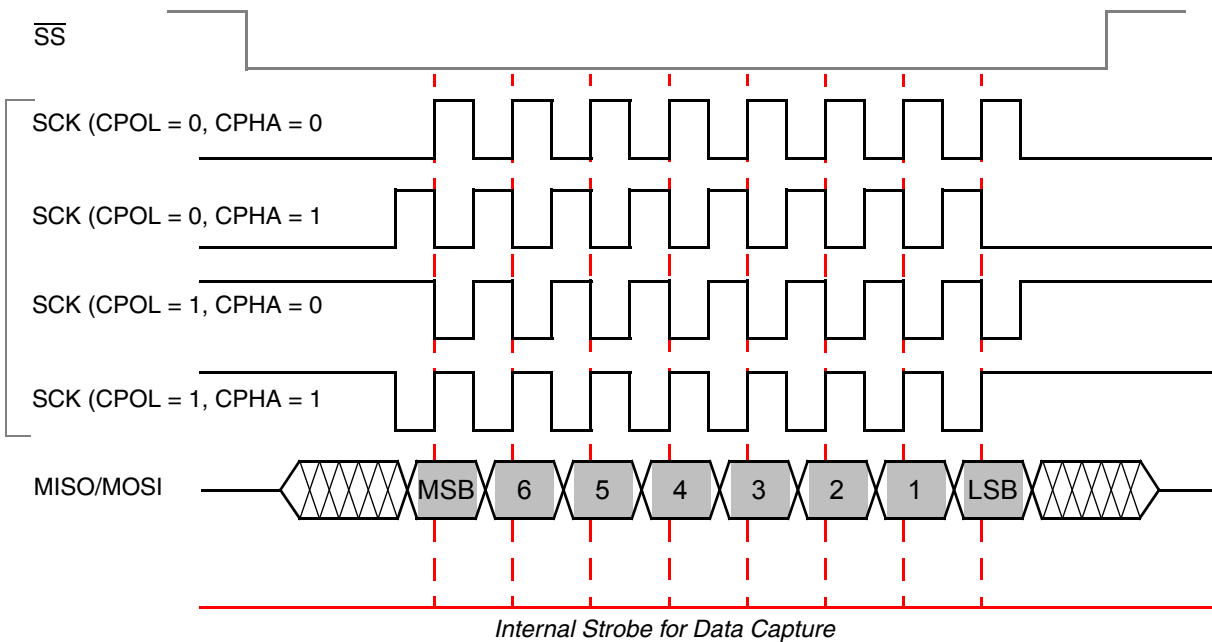 SS
SCK (CPOL = 0, CPHA = 0
SCK (CPOL = 0, CPHA = 1
SCK (CPOL = 1, CPHA = 0
SCK (CPOL = 1, CPHA = 1
MISO/MOSI MSB 6 5 4 3 2 1 LSB
Internal Strobe for Data Capture